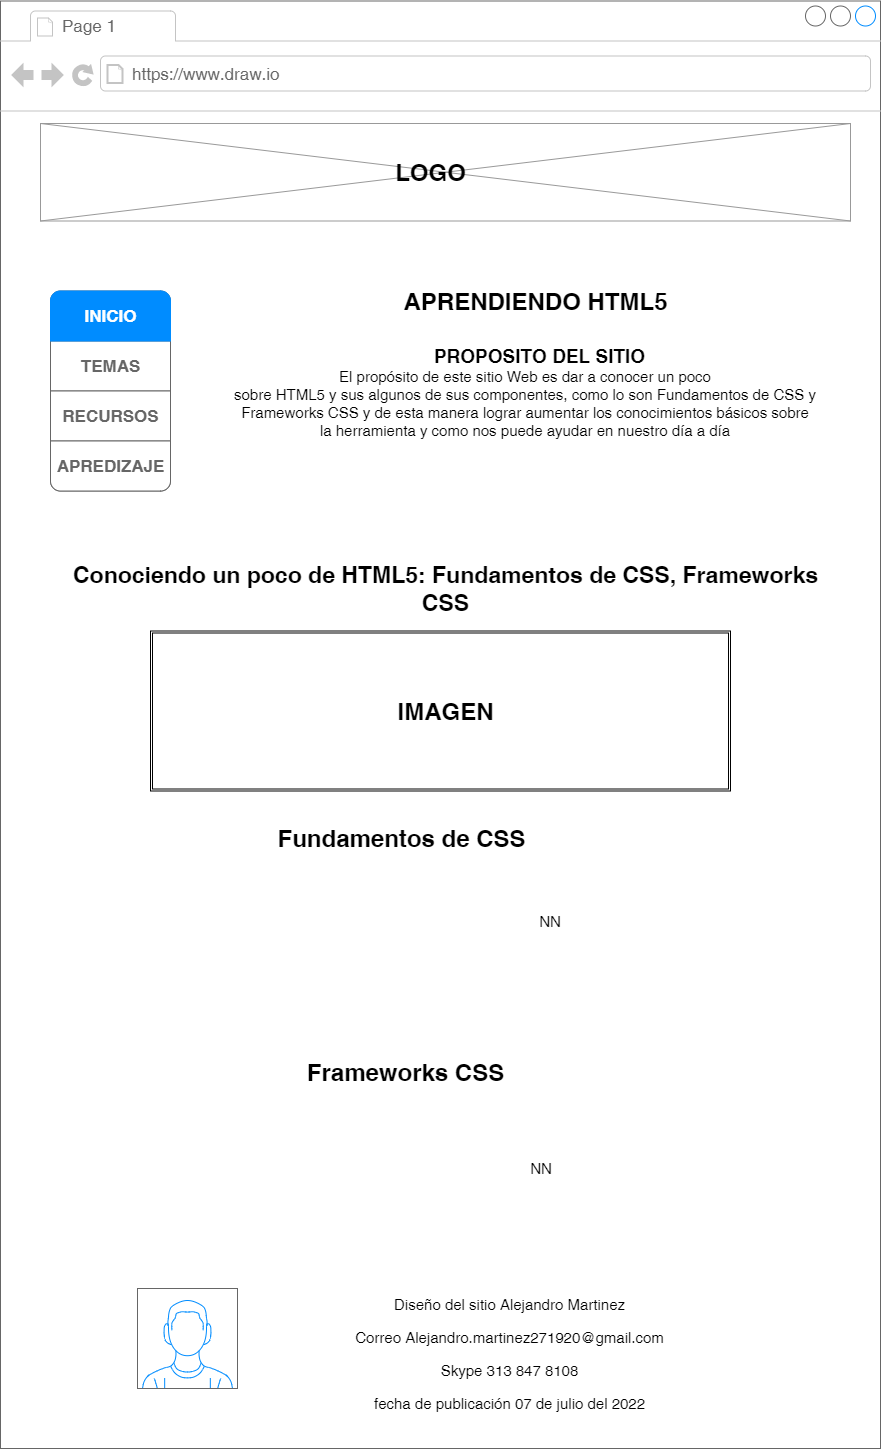 Page 1
https://www.draw.io
LOGO
INICIO
TEMAS
RECURSOS
APREDIZAJE
APRENDIENDO HTML5
PROPOSITO DEL SITIO
El propósito de este sitio Web es dar a conocer un poco
sobre HTML5 y sus algunos de sus componentes, como lo son Fundamentos de CSS y
Frameworks CSS y de esta manera lograr aumentar los conocimientos básicos sobre
la herramienta y como nos puede ayudar en nuestro día a día
Conociendo un poco de HTML5: Fundamentos de CSS, Frameworks
CSS
IMAGEN
Fundamentos de CSS
NN
Frameworks CSS
NN
Diseño del sitio Alejandro Martinez
Correo Alejandro.martinez271920@gmail.com
Skype 313 847 8108
fecha de publicación 07 de julio del 2022